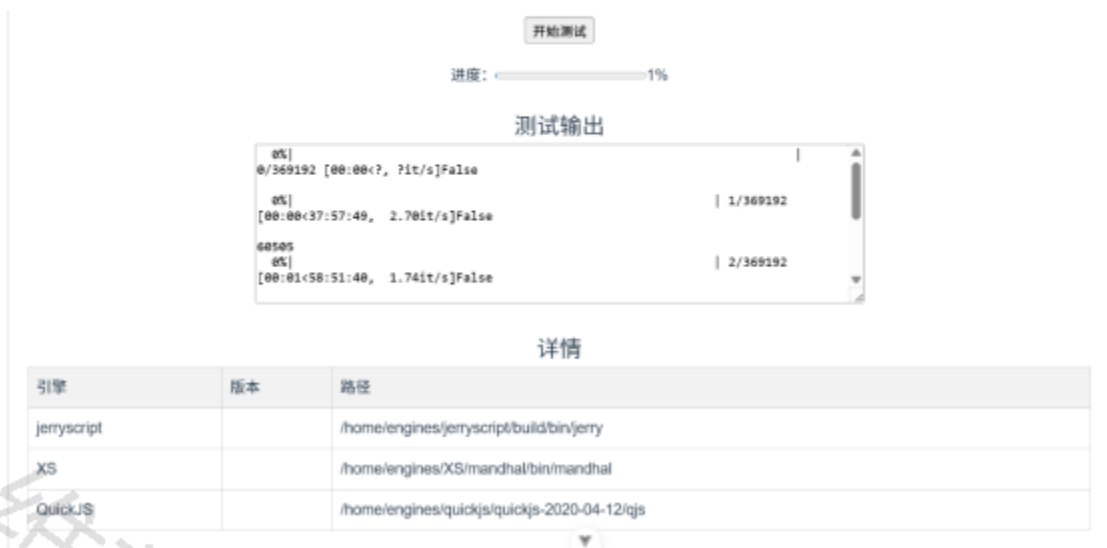 开始测试
进度： 1%
测试输出
0%| |
0/369192 [00:00<?, ?it/s]False
0%| | 1/369192
[00:00<37:57:49, 2.70it/s]False
60505
0%| | 2/369192
[00:01<58:51:40, 1.74it/s]False
详情
引擎 版本 路径
jerryscript /home/engines/jerryscript/build/bin/jerry
XS /home/engines/XS/mandhal/bin/mandhal
QuickJS /home/engines/quickjs/quickjs-2020-04-12/qjs